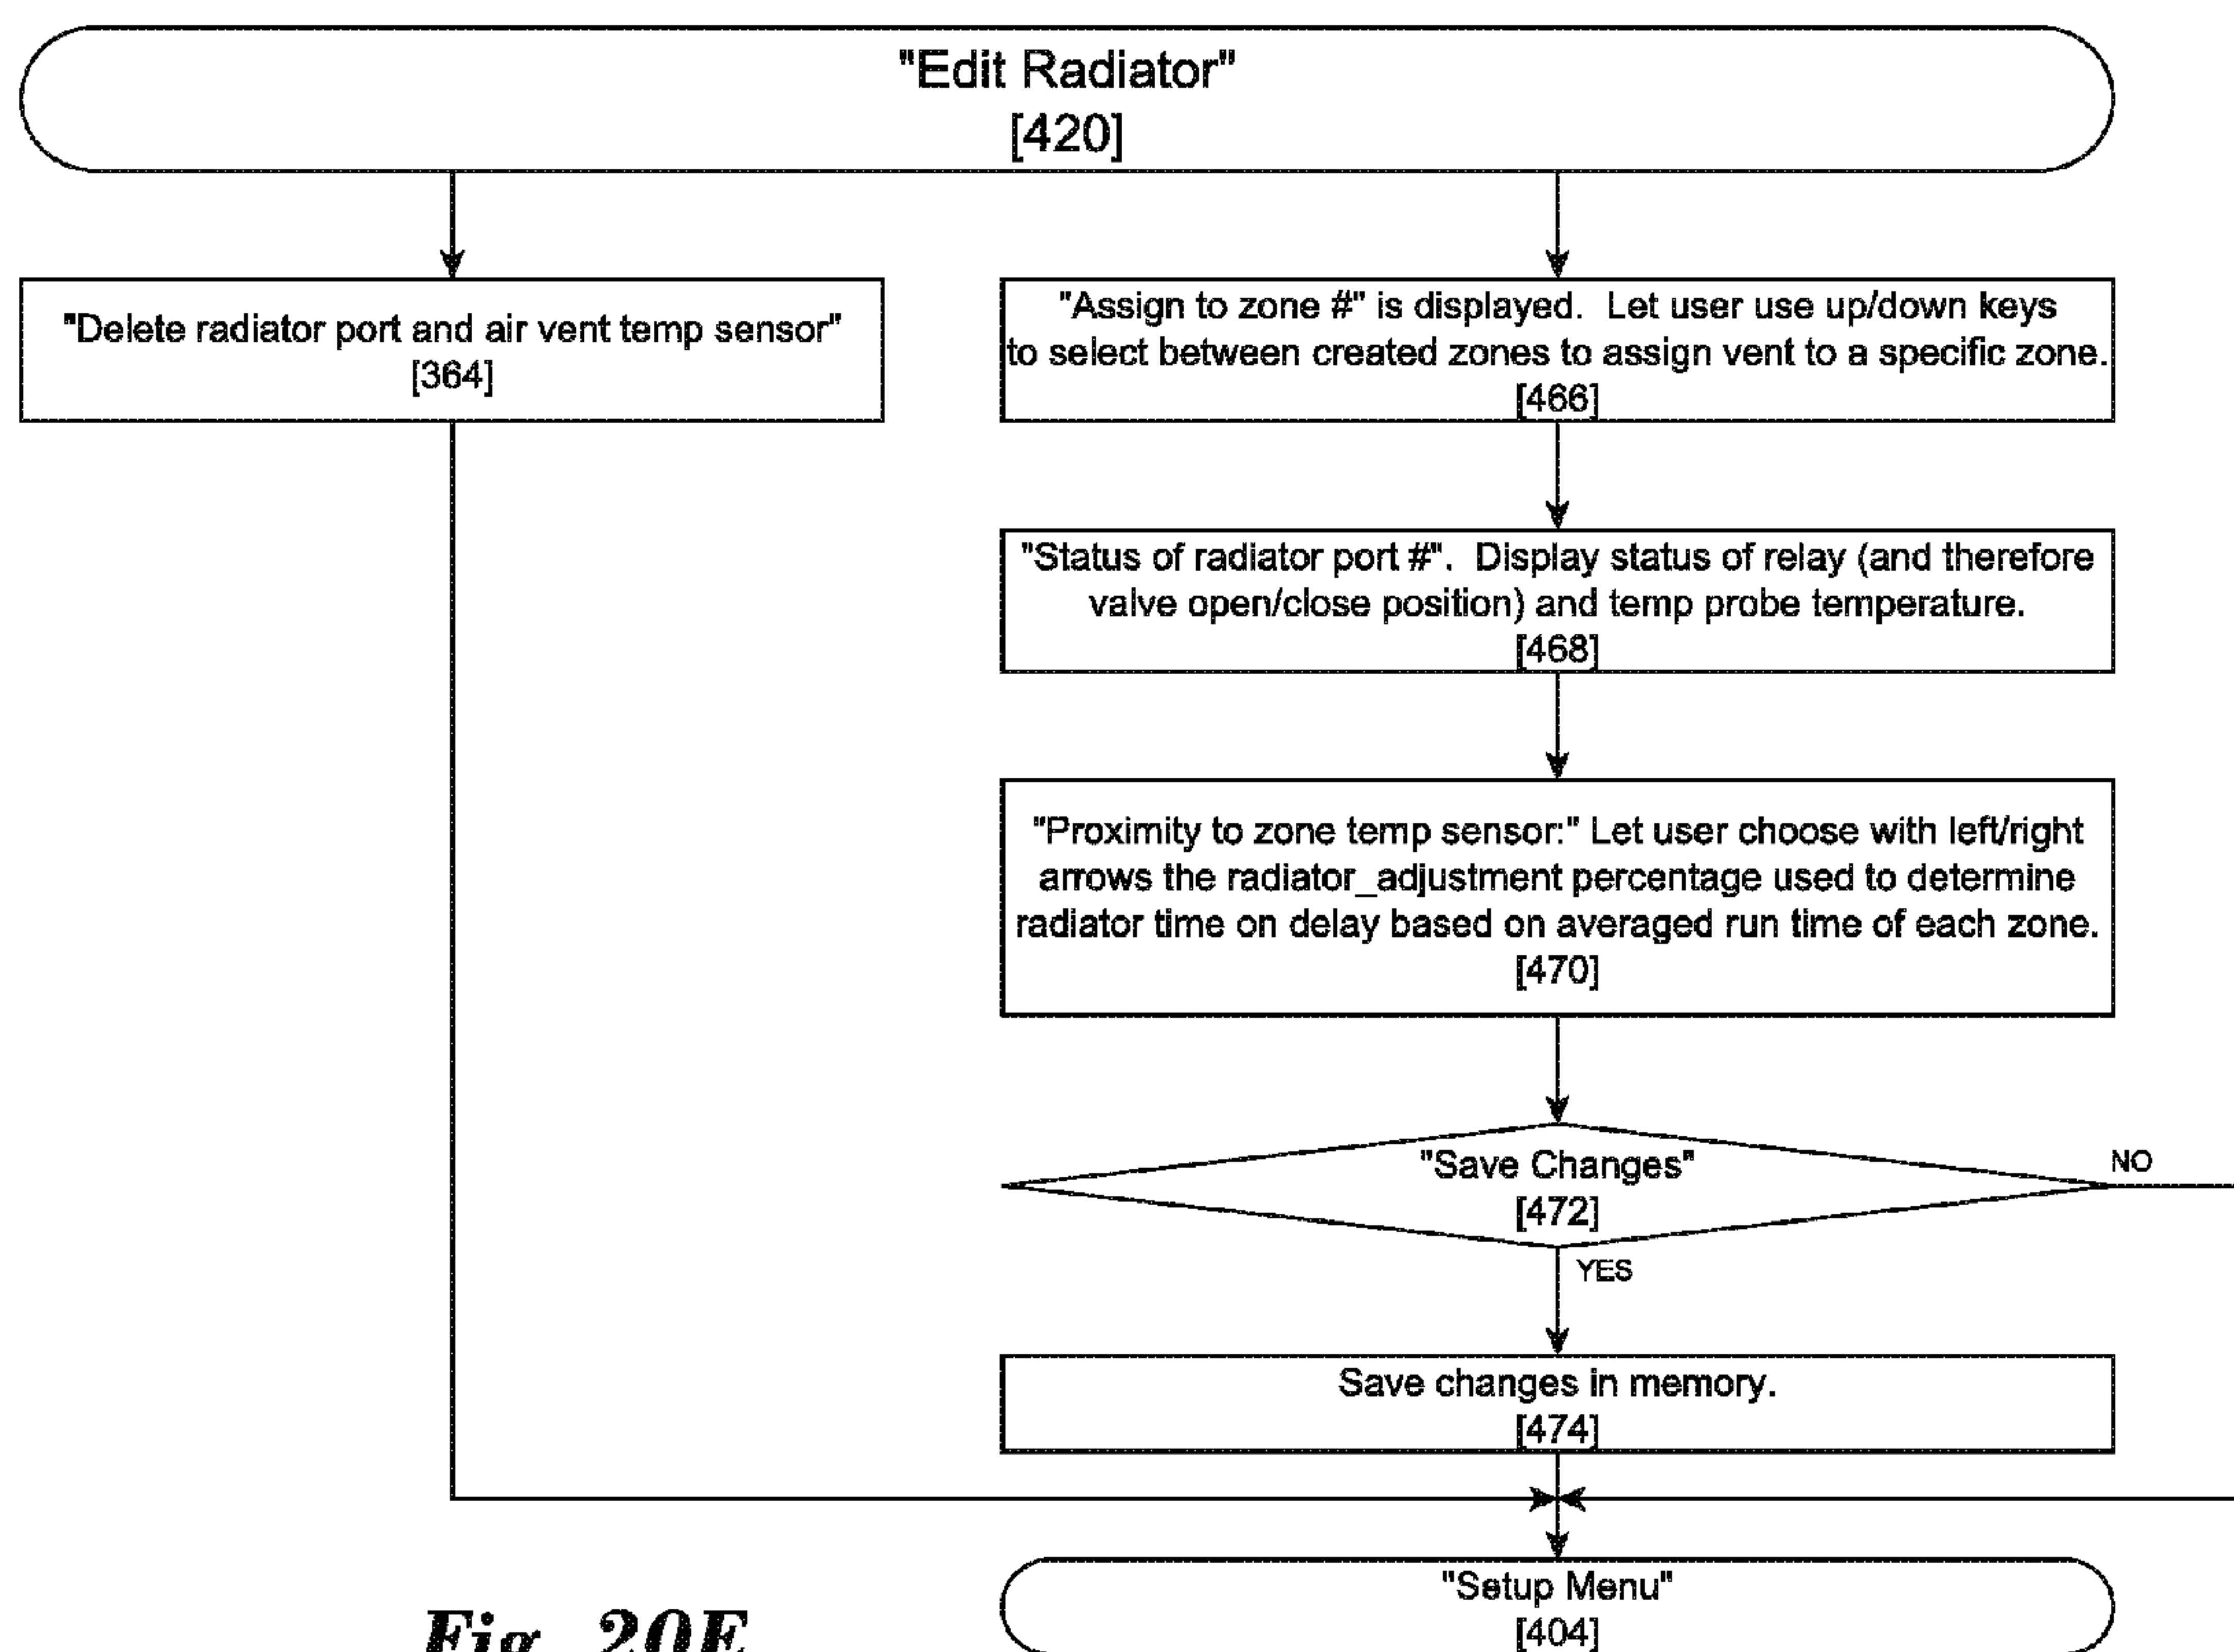 "Edit Radiator"
[420]
"Delete radiator port and air vent temp sensor"
[364]
"Assign to zone #" is displayed.  Let user use up/down keys
to select between created zones to assign vent to a specific zone.
[466]
"Status of radiator port #".  Display status of relay (and therefore
valve open/close position) and temp probe temperature.
[468]
"Proximity to zone temp sensor:" Let user choose with left/right
arrows the radiator_adjustment percentage used to determine
radiator time on delay based on averaged run time of each zone.
[470]
"Save Changes"
[472]
NO
YES
Save changes in memory.
[474]
"Setup Menu"
[404]
Fig. 20E